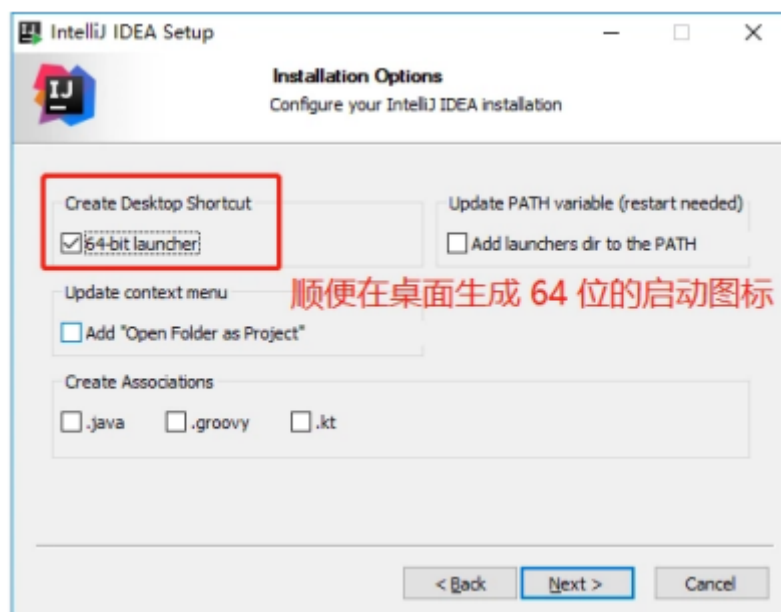 IntelliJ IDEA Setup
IJ
Installation Options
Configure your IntelliJ IDEA installation
Create Desktop Shortcut
64-bit launcher
Update PATH variable (restart needed)
Add launchers dir to the PATH
顺便在桌面生成 64 位的启动图标
Update context menu
Add "Open Folder as Project"
Create Associations
.java .groovy .kt
< Back Next > Cancel